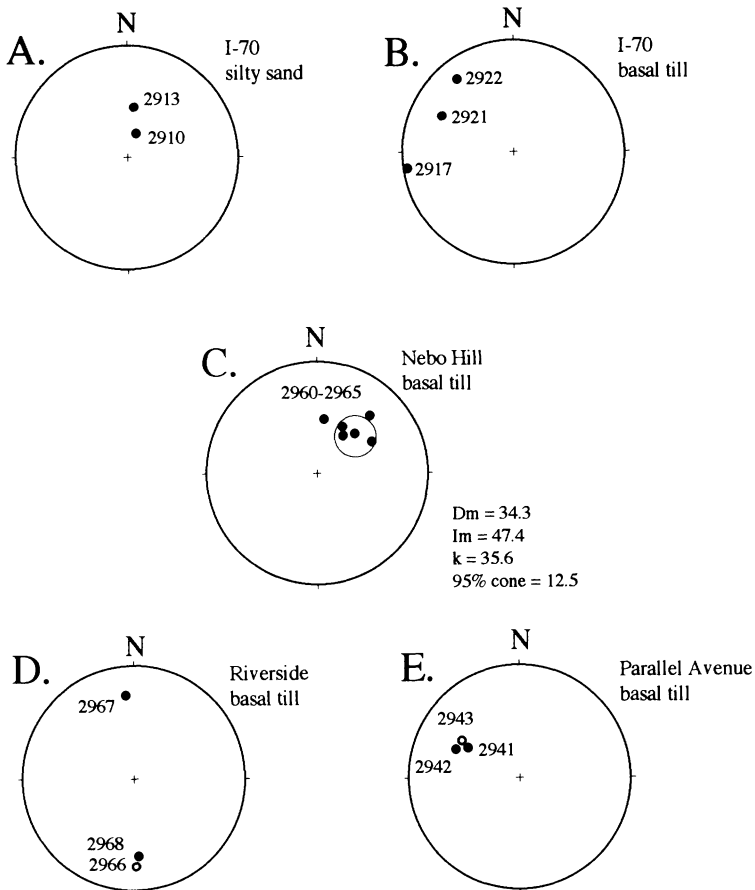 A.
N
I-70
silty sand
2913
2910
B.
N
I-70
basal till
2922
2921
2917
C.
N
Nebo Hill
basal till
2960-2965
Dm = 34.3
Im = 47.4
k = 35.6
95% cone = 12.5
D.
N
Riverside
basal till
2967
2968
2966
E.
N
Parallel Avenue
basal till
2943
2942
2941